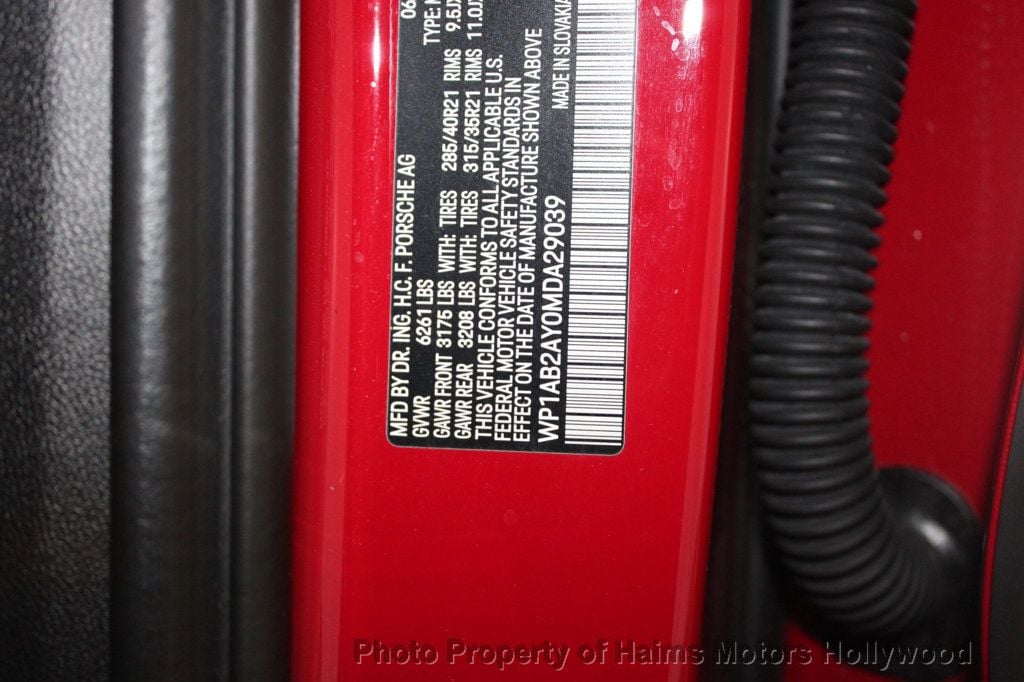 MFD BY DR. ING. H.C. F. PORSCHE AG 06
GVWR 6261 LBS TYPE:
GAWR FRONT 3175 LBS WITH: TIRES 285/40R21 RIMS 9.5J
GAWR REAR 3208 LBS WITH: TIRES 315/35R21 RIMS 11.0J
THIS VEHICLE CONFORMS TO ALL APPLICABLE U.S.
FEDERAL MOTOR VEHICLE SAFETY STANDARDS IN
EFFECT ON THE DATE OF MANUFACTURE SHOWN ABOVE
WP1AB2AY0MDA29039 MADE IN SLOVAKIA
Photo Property of Haims Motors Hollywood